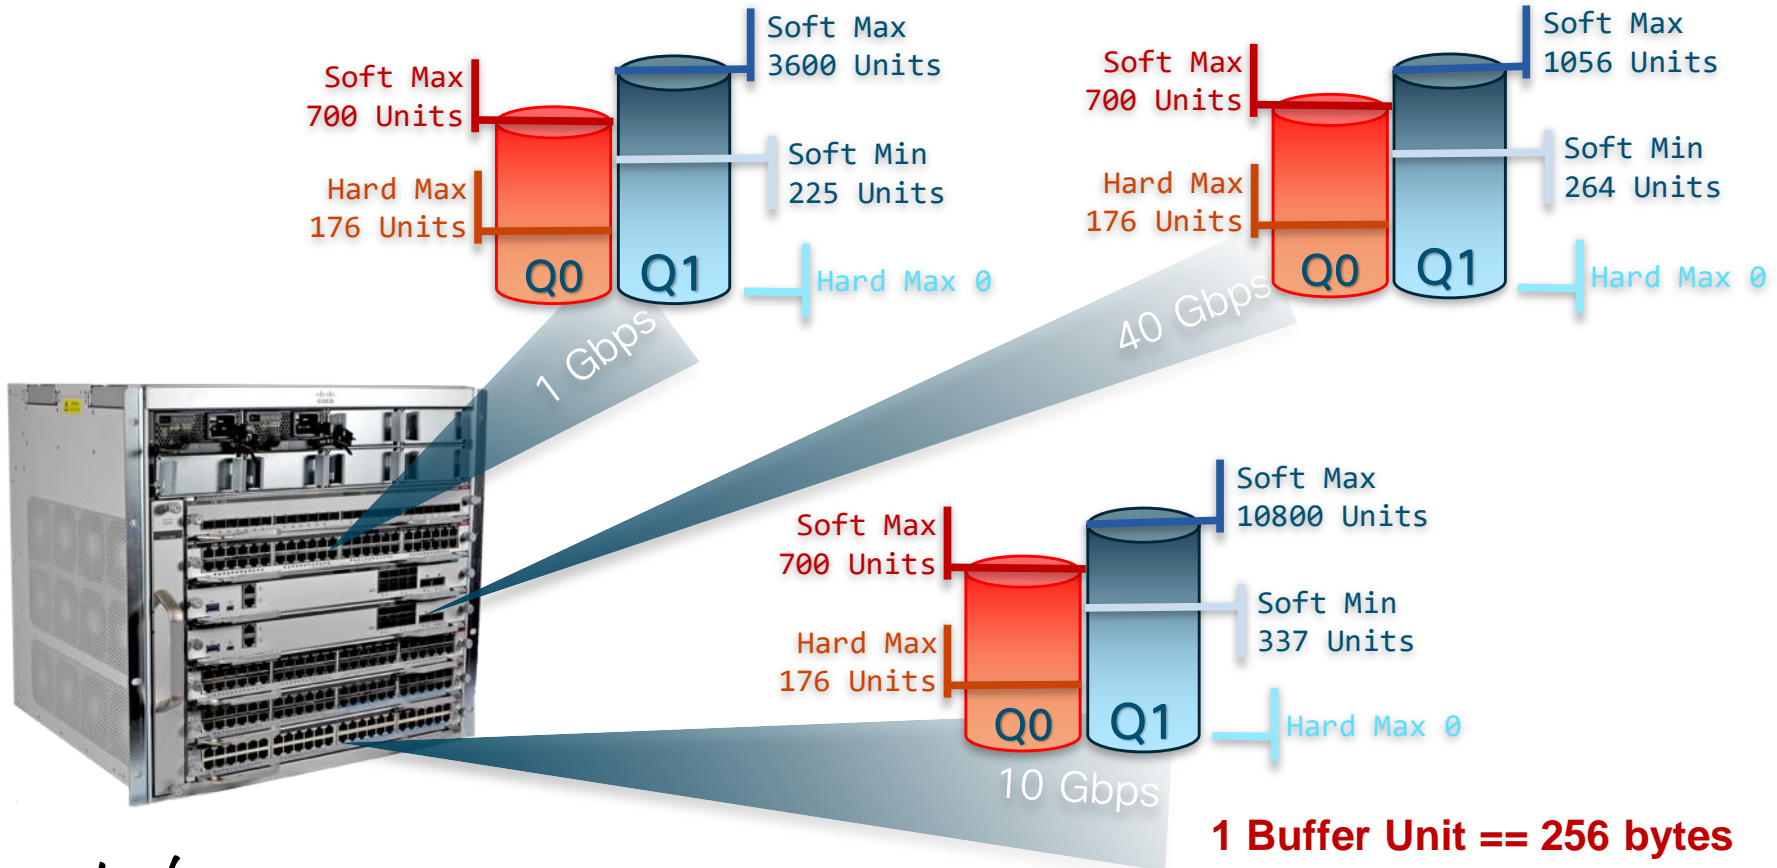 Soft Max
3600 Units
Soft Max
700 Units
Soft Min
225 Units
Hard Max
176 Units
Q0
Q1
Hard Max 0
1 Gbps
Soft Max
1056 Units
Soft Max
700 Units
Soft Min
264 Units
Hard Max
176 Units
Q0
Q1
Hard Max 0
40 Gbps
CISCO
Soft Max
10800 Units
Soft Max
700 Units
Soft Min
337 Units
Hard Max
176 Units
Q0
Q1
Hard Max 0
10 Gbps
1 Buffer Unit == 256 bytes